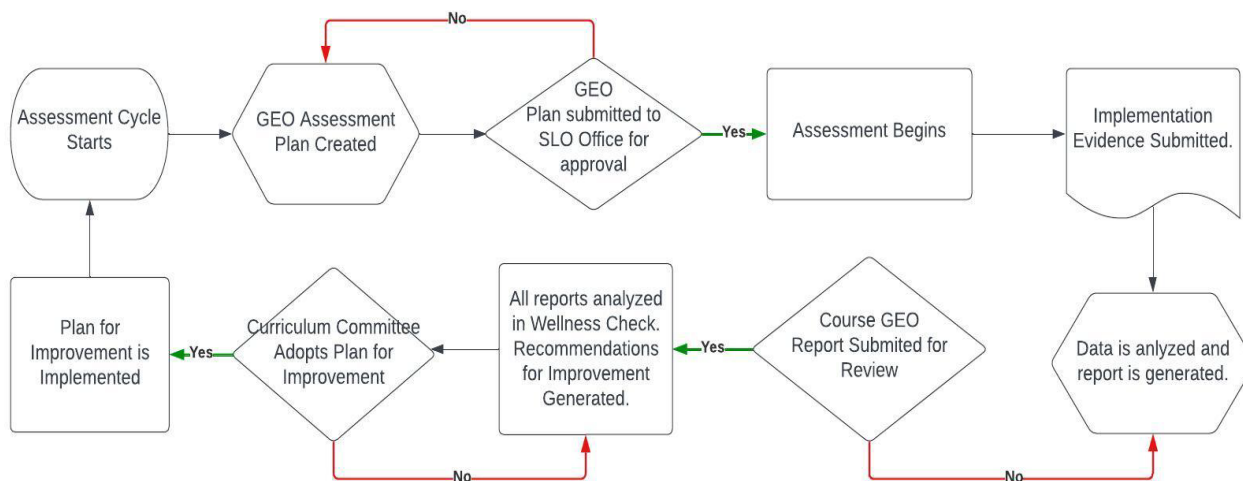 No
Assessment Cycle
Starts
GEO Assessment
Plan Created
GEO
Plan submitted to
SLO Office for
approval
Yes
Assessment Begins
Implementation
Evidence Submitted.
Plan for
Improvement is
Implemented
Yes
Curriculum Committee
Adopts Plan for
Improvement
All reports analyzed
in Wellness Check.
Recommendations
for Improvement
Generated.
Yes
Course GEO
Report Submited for
Review
Data is anlyzed and
report is generated.
No
No